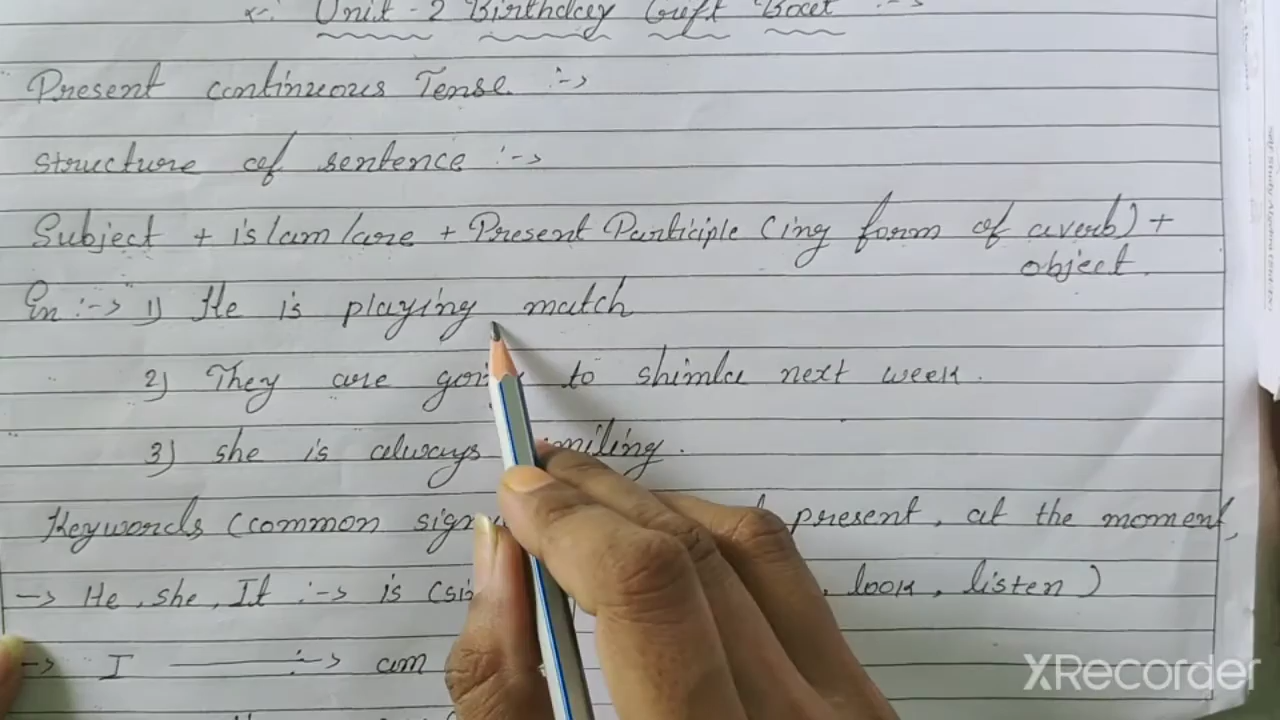 Unit - 2 Birthday Gift Boat :->
Present continuous Tense :->
structure of sentence :->
Subject + is/am/are + Present Participle (ing form of a verb) + object.
Ex :-> 1) He is playing match
2) They are to shimla next week.
3) she is always
Keywords (common present, at the moment,
-> He, she, It :-> is look, listen)
-> I :-> am
XRecorder